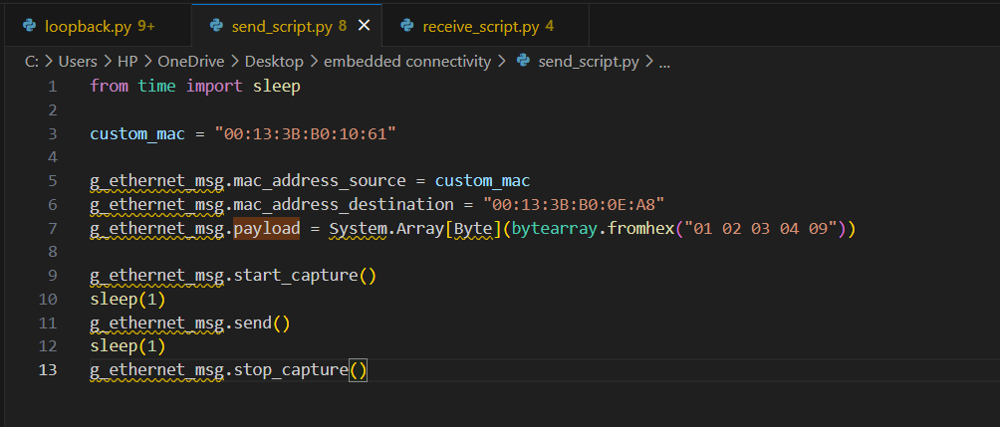 loopback.py 9+ send_script.py 8 receive_script.py 4
C: > Users > HP > OneDrive > Desktop > embedded connectivity > send_script.py > ...
1 from time import sleep
2
3 custom_mac = "00:13:3B:B0:10:61"
4
5 g_ethernet_msg.mac_address_source = custom_mac
6 g_ethernet_msg.mac_address_destination = "00:13:3B:B0:0E:A8"
7 g_ethernet_msg.payload = System.Array[Byte](bytearray.fromhex("01 02 03 04 09"))
8
9 g_ethernet_msg.start_capture()
10 sleep(1)
11 g_ethernet_msg.send()
12 sleep(1)
13 g_ethernet_msg.stop_capture()